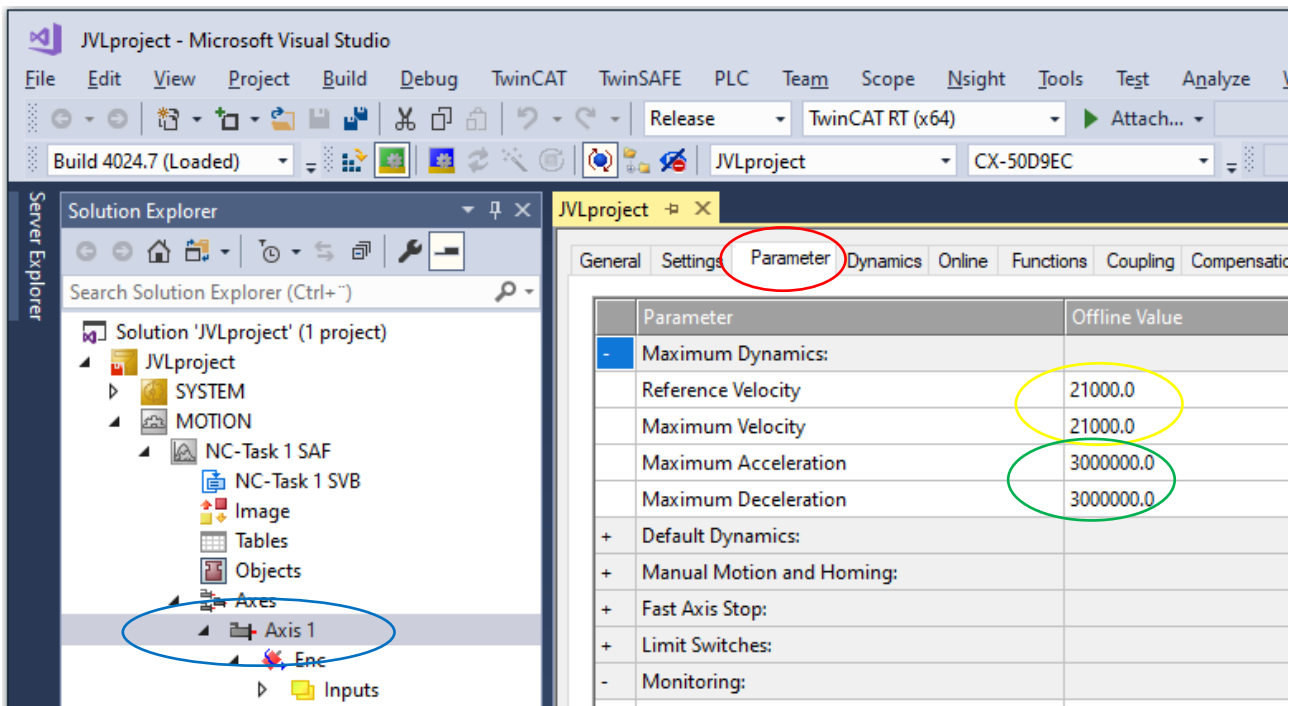 JVLproject - Microsoft Visual Studio
File Edit View Project Build Debug TwinCAT TwinSAFE PLC Team Scope Nsight Tools Test Analyze
Release TwinCAT RT (x64) Attach...
Build 4024.7 (Loaded) JVLproject CX-50D9EC
Server Explorer
Solution Explorer
Search Solution Explorer (Ctrl+¨)
Solution 'JVLproject' (1 project)
JVLproject
SYSTEM
MOTION
NC-Task 1 SAF
NC-Task 1 SVB
Image
Tables
Objects
Axes
Axis 1
Enc
Inputs
JVLproject
General Settings Parameter Dynamics Online Functions Coupling Compensatio
Parameter Offline Value
- Maximum Dynamics:
Reference Velocity 21000.0
Maximum Velocity 21000.0
Maximum Acceleration 3000000.0
Maximum Deceleration 3000000.0
+ Default Dynamics:
+ Manual Motion and Homing:
+ Fast Axis Stop:
+ Limit Switches:
- Monitoring: